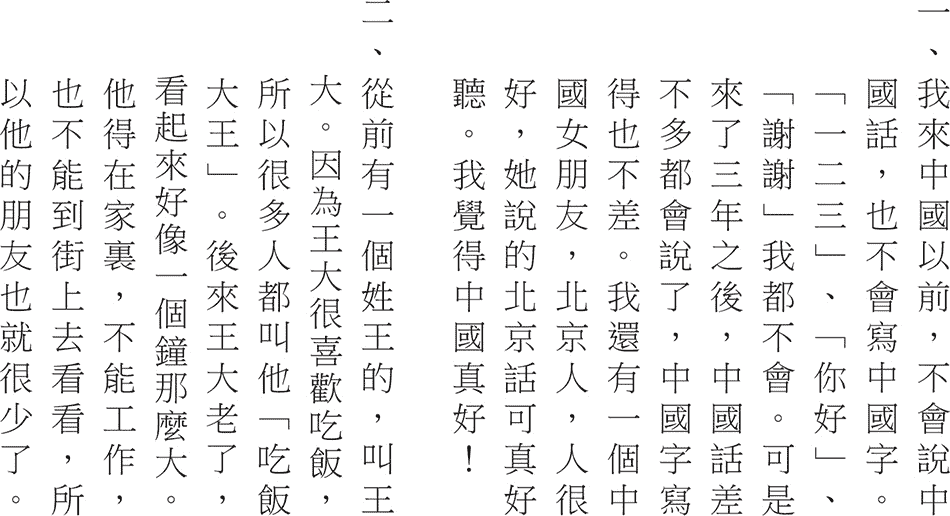 一、我來中國以前，不會說中
國話，也不會寫中國字。
「一二三」、「你好」、
「謝謝」我都不會。可是
來了三年之後，中國話差
不多都會說了，中國字寫
得也不差。我還有一個中
國女朋友，北京人，人很
好，她說的北京話可真好
聽。我覺得中國真好！
二、從前有一個姓王的，叫王
大。因為王大很喜歡吃飯，
所以很多人都叫他「吃飯
大王」。後來王大老了，
看起來好像一個鐘那麼大。
他得在家裏，不能工作，
也不能到街上去看看，所
以他的朋友也就很少了。